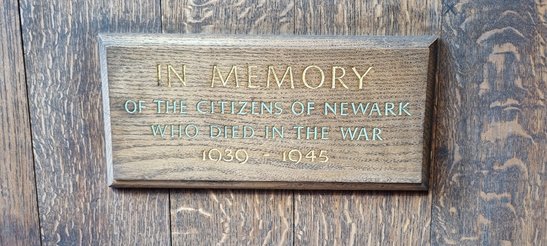 IN MEMORY
OF THE CITIZENS OF NEWARK
WHO DIED IN THE WAR
1939 1945